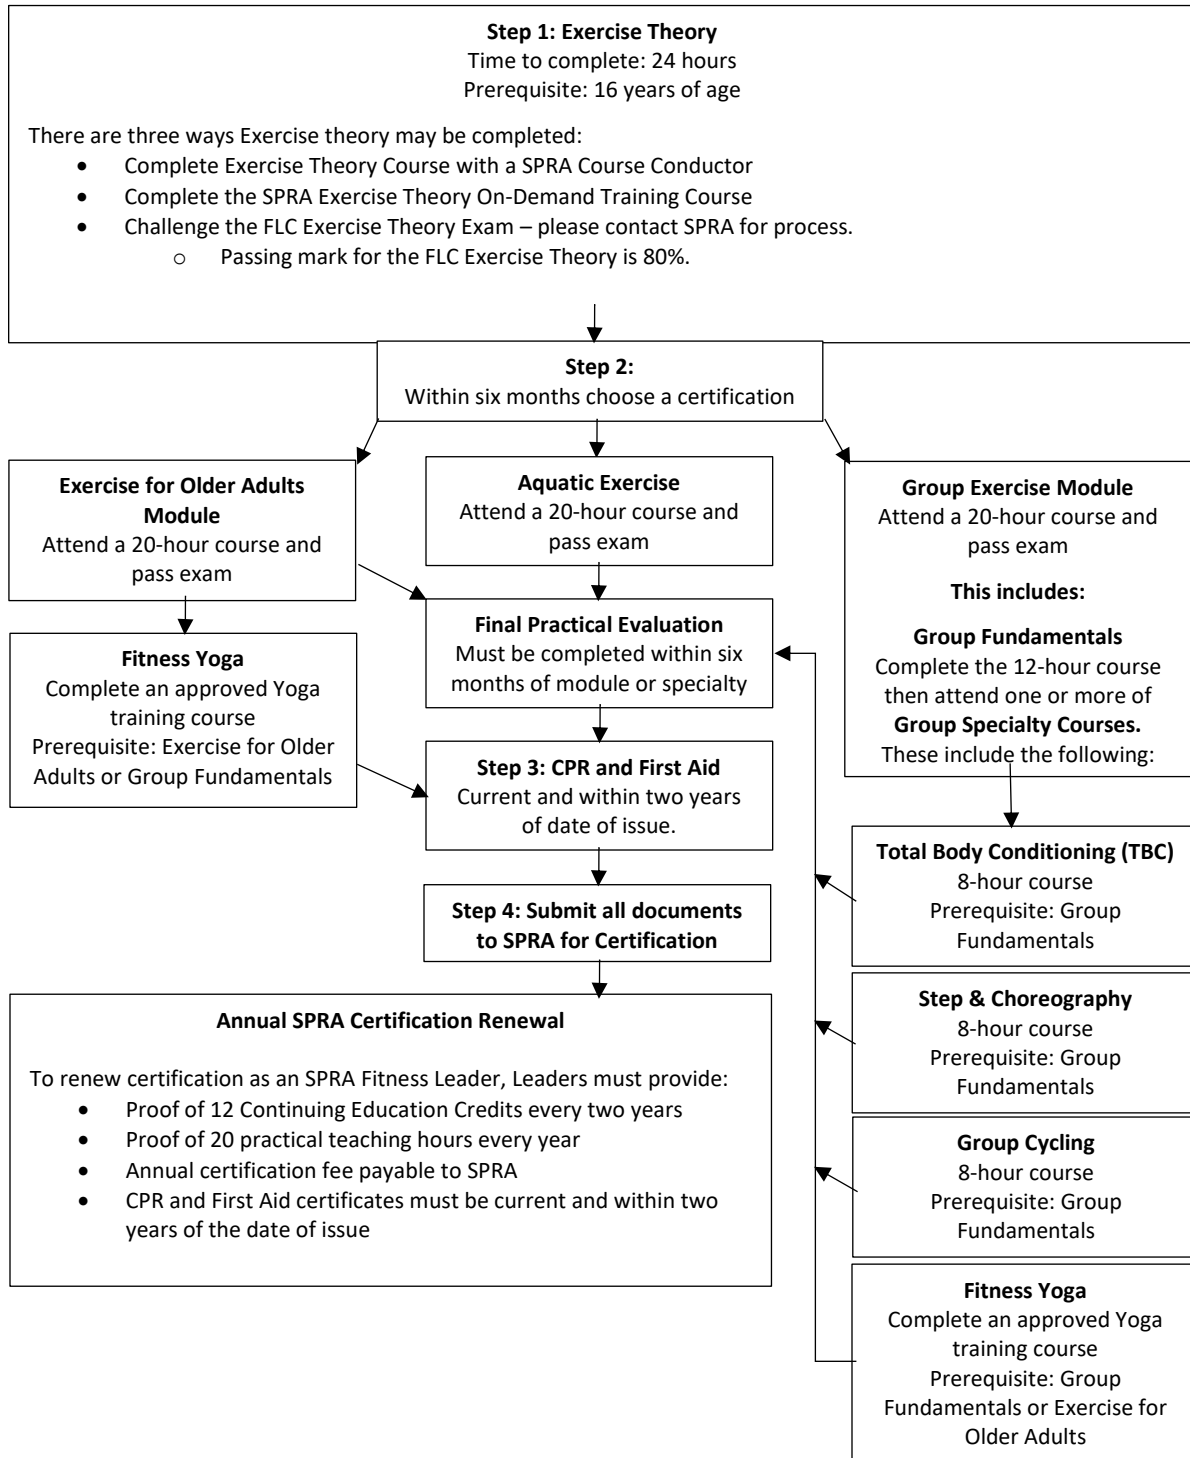 Step 1: Exercise Theory
Time to complete: 24 hours
Prerequisite: 16 years of age
There are three ways Exercise theory may be completed:
• Complete Exercise Theory Course with a SPRA Course Conductor
• Complete the SPRA Exercise Theory On-Demand Training Course
• Challenge the FLC Exercise Theory Exam – please contact SPRA for process.
o Passing mark for the FLC Exercise Theory is 80%.
Step 2:
Within six months choose a certification
Exercise for Older Adults
Module
Attend a 20-hour course and
pass exam
Fitness Yoga
Complete an approved Yoga
training course
Prerequisite: Exercise for Older
Adults or Group Fundamentals
Aquatic Exercise
Attend a 20-hour course and
pass exam
Final Practical Evaluation
Must be completed within six
months of module or specialty
Step 3: CPR and First Aid
Current and within two years
of date of issue.
Step 4: Submit all documents
to SPRA for Certification
Group Exercise Module
Attend a 20-hour course and
pass exam
This includes:
Group Fundamentals
Complete the 12-hour course
then attend one or more of
Group Specialty Courses.
These include the following:
Total Body Conditioning (TBC)
8-hour course
Prerequisite: Group
Fundamentals
Step & Choreography
8-hour course
Prerequisite: Group
Fundamentals
Group Cycling
8-hour course
Prerequisite: Group
Fundamentals
Fitness Yoga
Complete an approved Yoga
training course
Prerequisite: Group
Fundamentals or Exercise for
Older Adults
Annual SPRA Certification Renewal
To renew certification as an SPRA Fitness Leader, Leaders must provide:
• Proof of 12 Continuing Education Credits every two years
• Proof of 20 practical teaching hours every year
• Annual certification fee payable to SPRA
• CPR and First Aid certificates must be current and within two
years of the date of issue